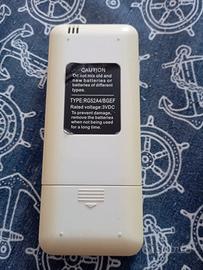 CAUTION
Do not mix old and
new batteries or
batteries of different
types.
TYPE:RG52A4/BGEF
Rated voltage:3VDC
To prevent damage,
remove the batteries
when not being used
for a long time.